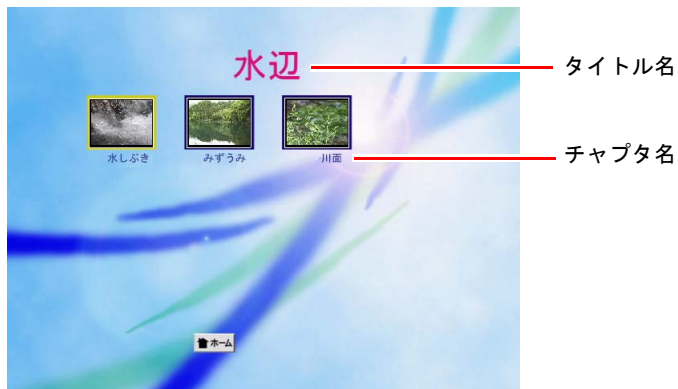 水辺
タイトル名
水しぶき
みずうみ
川面
チャプタ名
ホーム